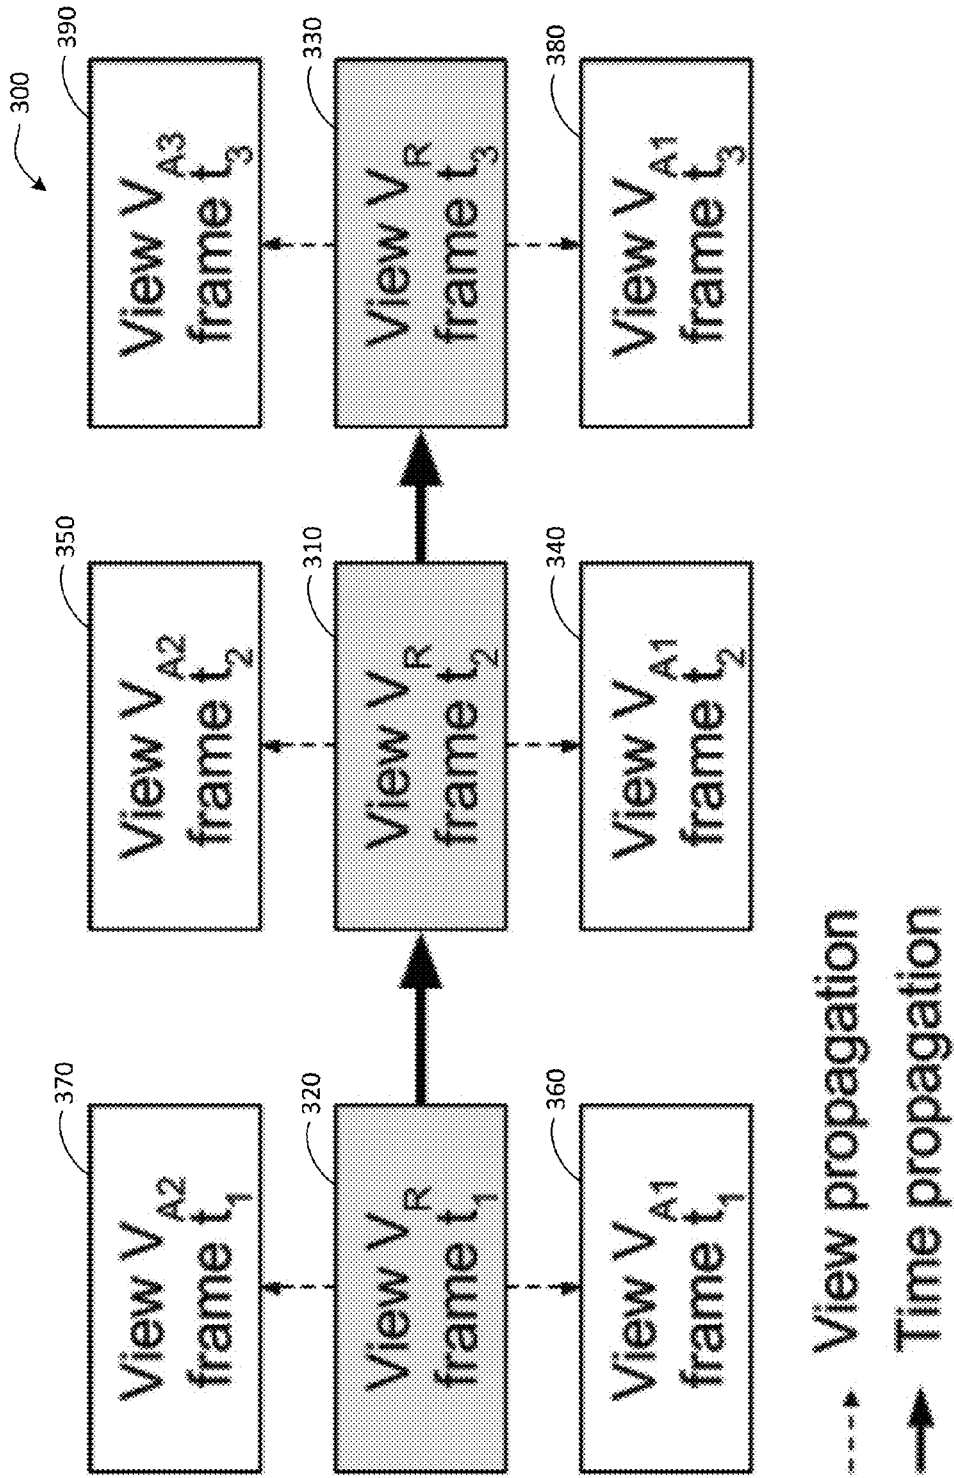 300
370
View V_A2
frame t_1
350
View V_A2
frame t_2
390
View V_A3
frame t_3
320
View V_R
frame t_1
310
View V_R
frame t_2
330
View V_R
frame t_3
360
View V_A1
frame t_1
340
View V_A1
frame t_2
380
View V_A1
frame t_3
View propagation
Time propagation